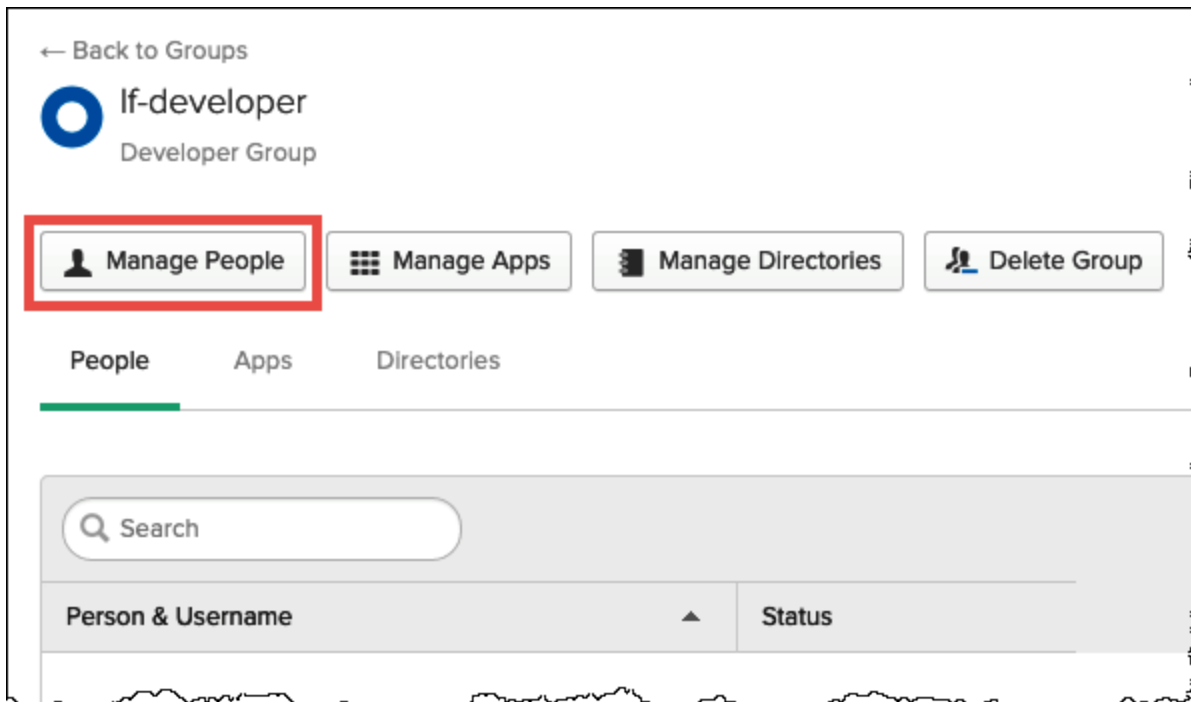 ← Back to Groups
lf-developer
Developer Group
Manage People
Manage Apps
Manage Directories
Delete Group
People
Apps
Directories
Search
Person & Username
Status